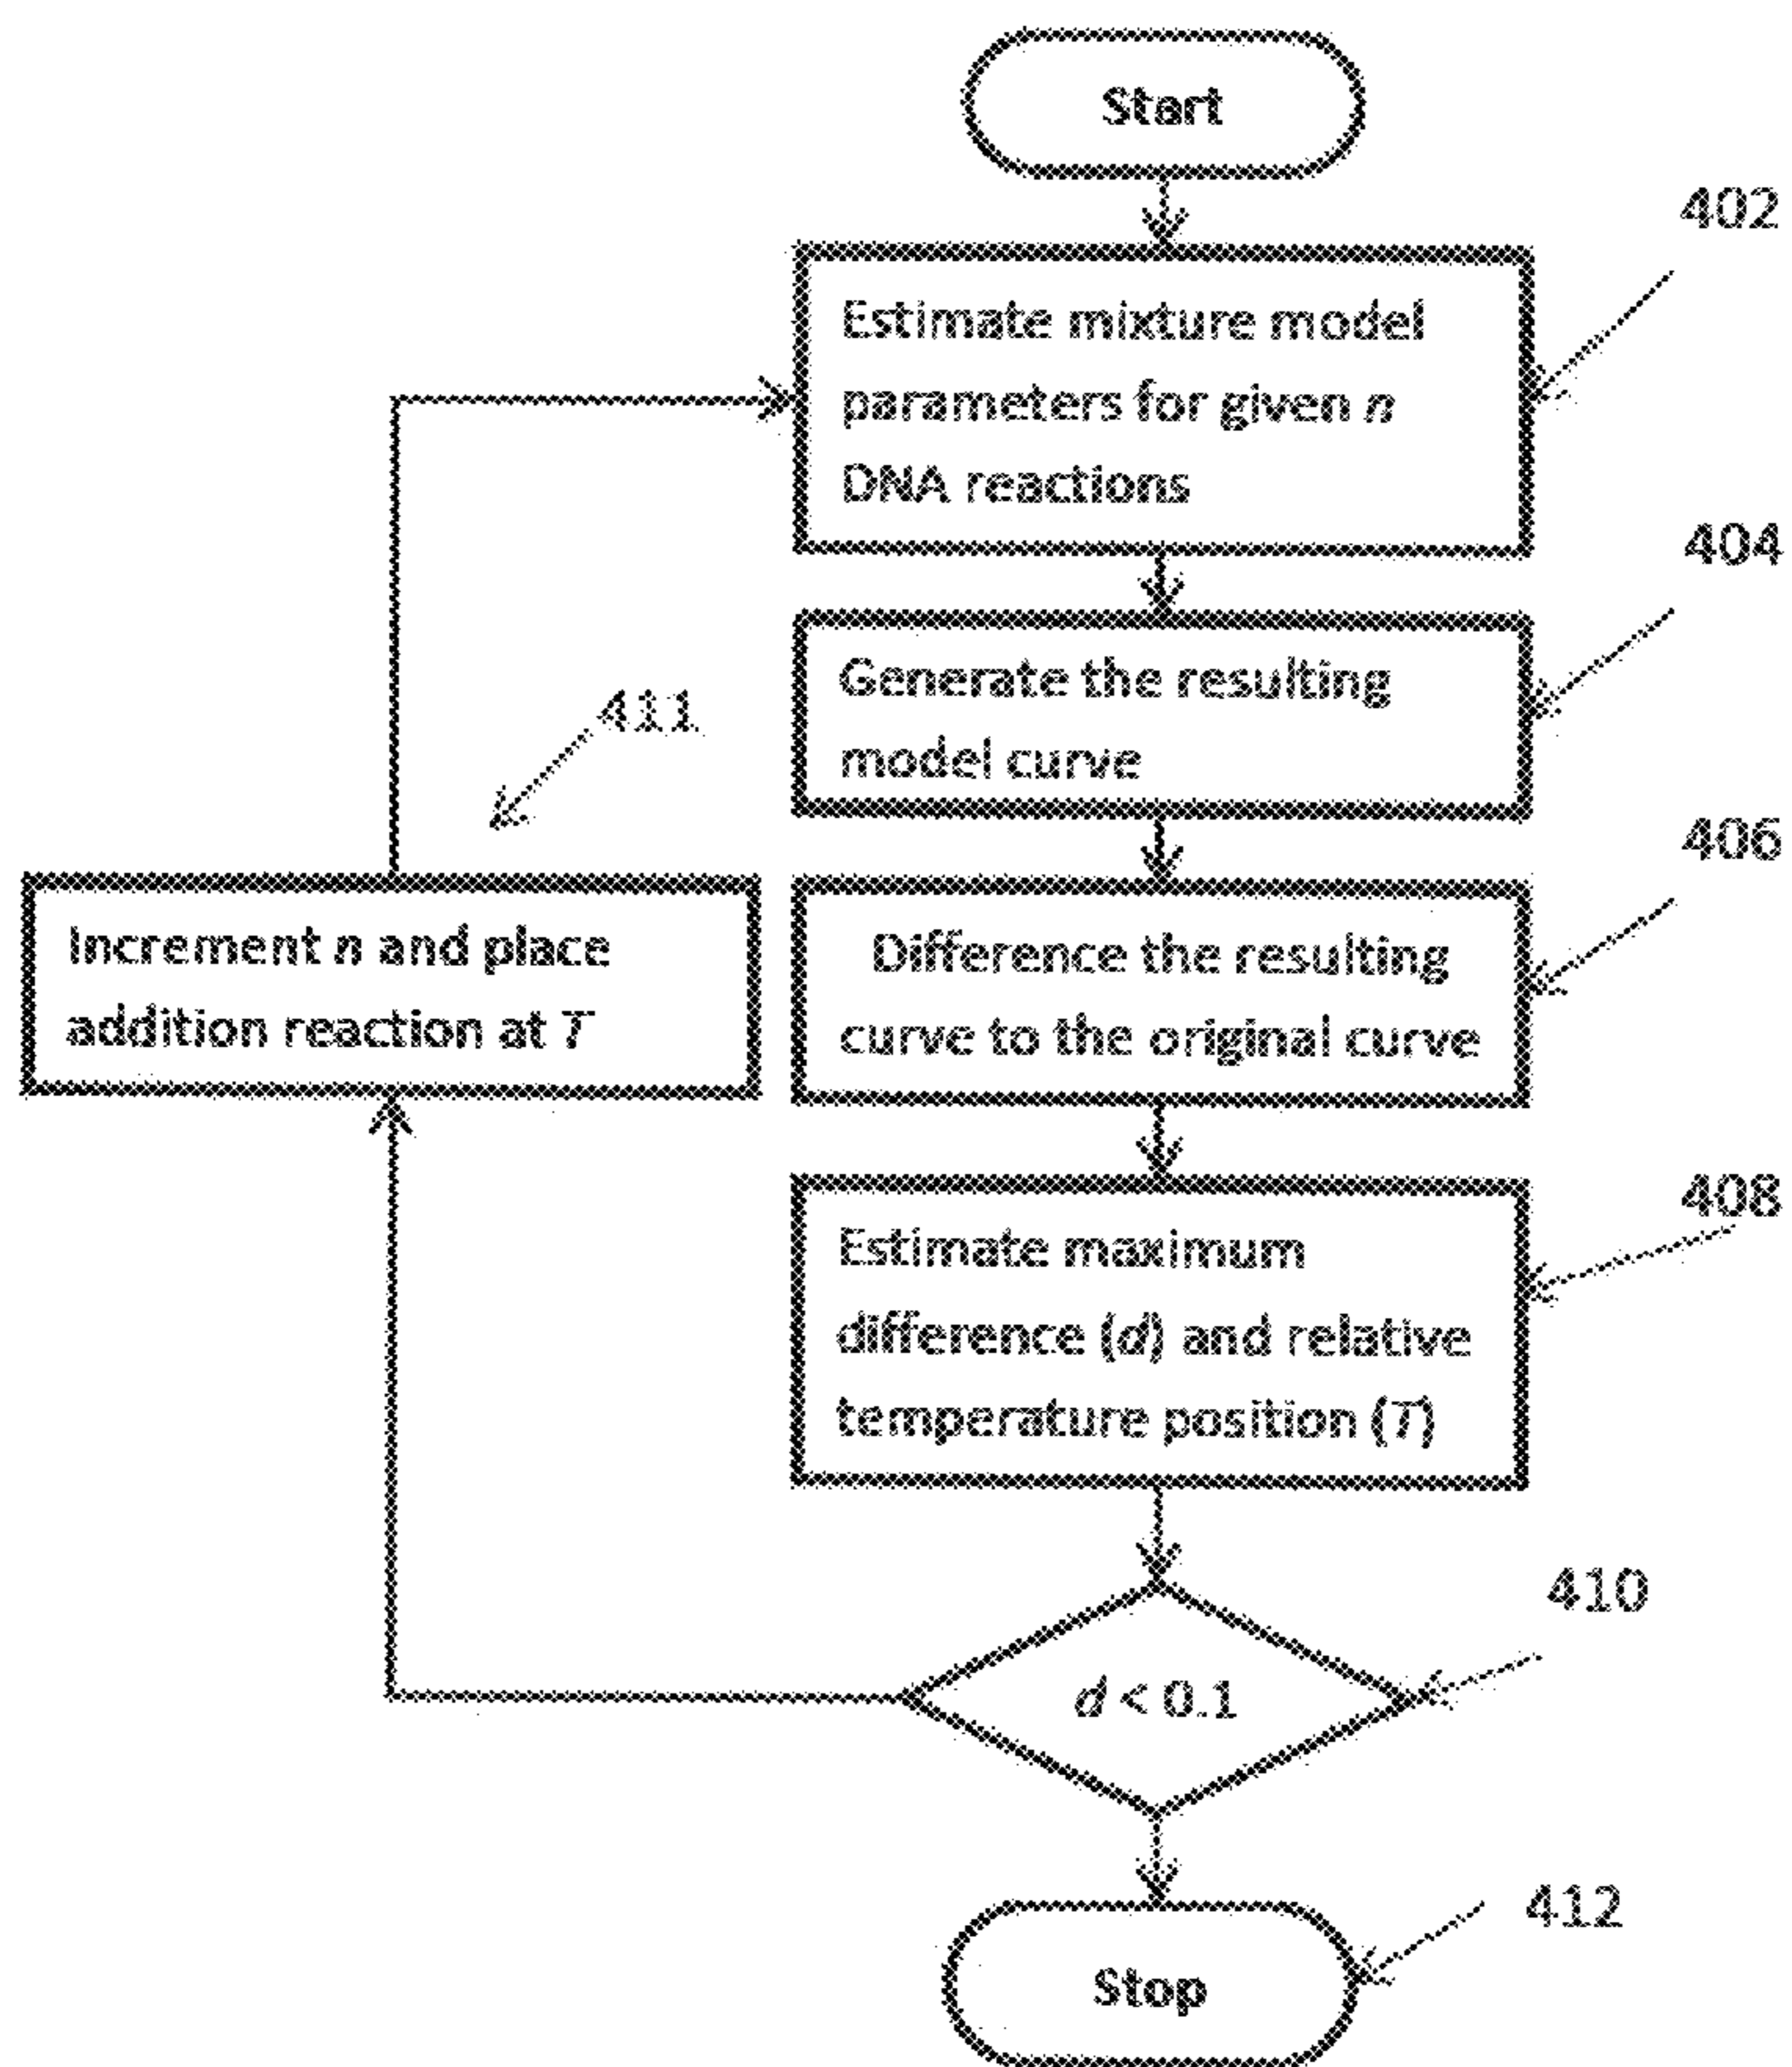 Start
402
Estimate mixture model
parameters for given n
DNA reactions
404
Generate the resulting
model curve
411
406
Increment n and place
addition reaction at T
Difference the resulting
curve to the original curve
408
Estimate maximum
difference (d) and relative
temperature position (T)
410
d < 0.1
412
Stop